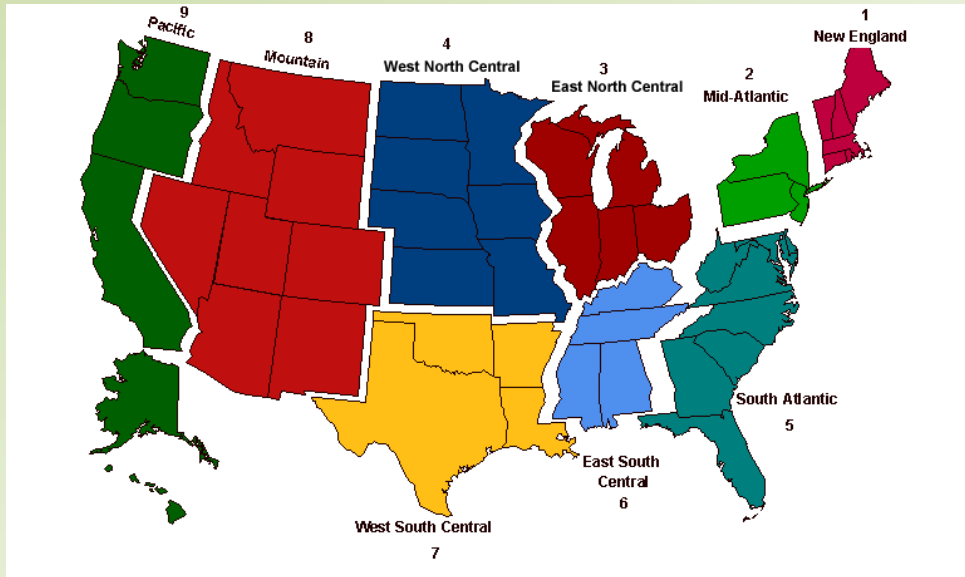 1
New England
2
Mid-Atlantic
3
East North Central
4
West North Central
South Atlantic
5
East South
Central
6
West South Central
7
8
Mountain
9
Pacific